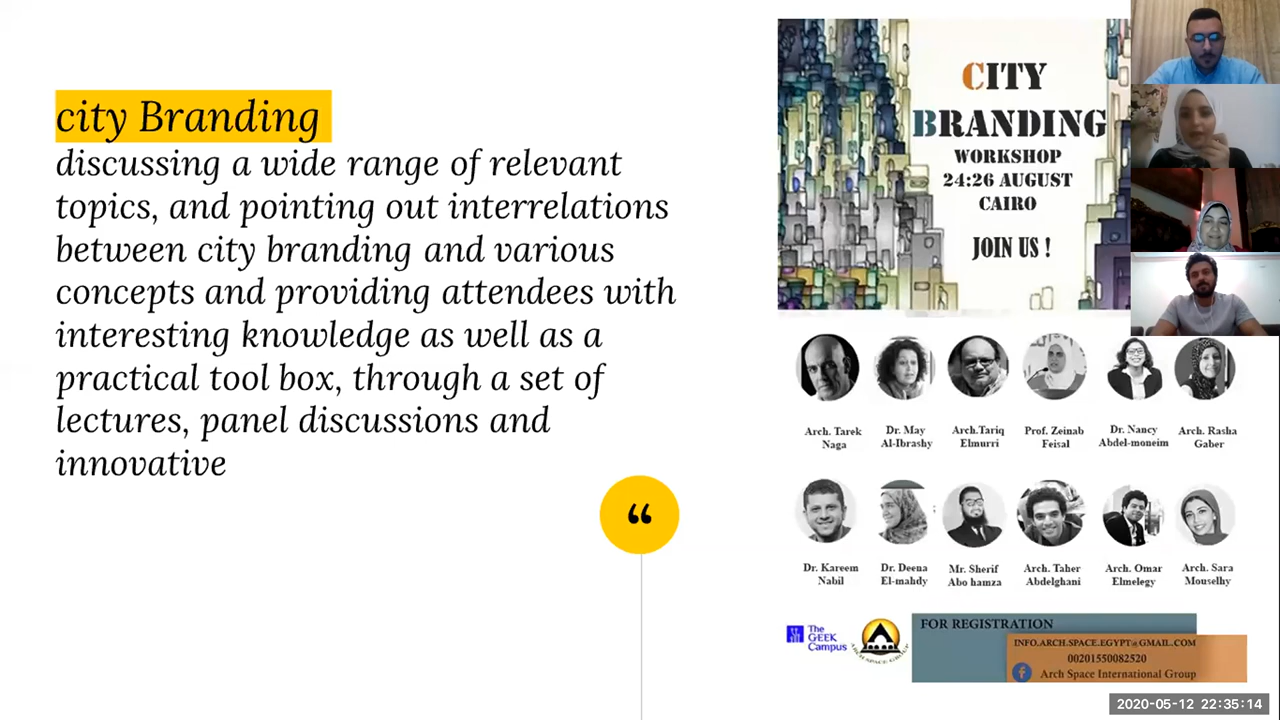 city Branding
discussing a wide range of relevant
topics, and pointing out interrelations
between city branding and various
concepts and providing attendees with
interesting knowledge as well as a
practical tool box, through a set of
lectures, panel discussions and
innovative
“
CITY
BRANDING
WORKSHOP
24:26 AUGUST
CAIRO
JOIN US !
Arch. Tarek
Naga
Dr. May
Al-Ibrashy
Arch.Tariq
Elmurri
Prof. Zeinab
Feisal
Dr. Nancy
Abdel-moneim
Arch. Rasha
Gaber
Dr. Kareem
Nabil
Dr. Deena
El-mahdy
Mr. Sherif
Abo hamza
Arch. Taher
Abdelghani
Arch. Omar
Elmelegy
Arch. Sara
Mouselhy
The
GEEK
Campus
ARCH SPACE GROUP
FOR REGISTRATION
INFO.ARCH.SPACE.EGYPT@GMAIL.COM
00201550082520
f
Arch Space International Group
2020-05-12 22:35:14